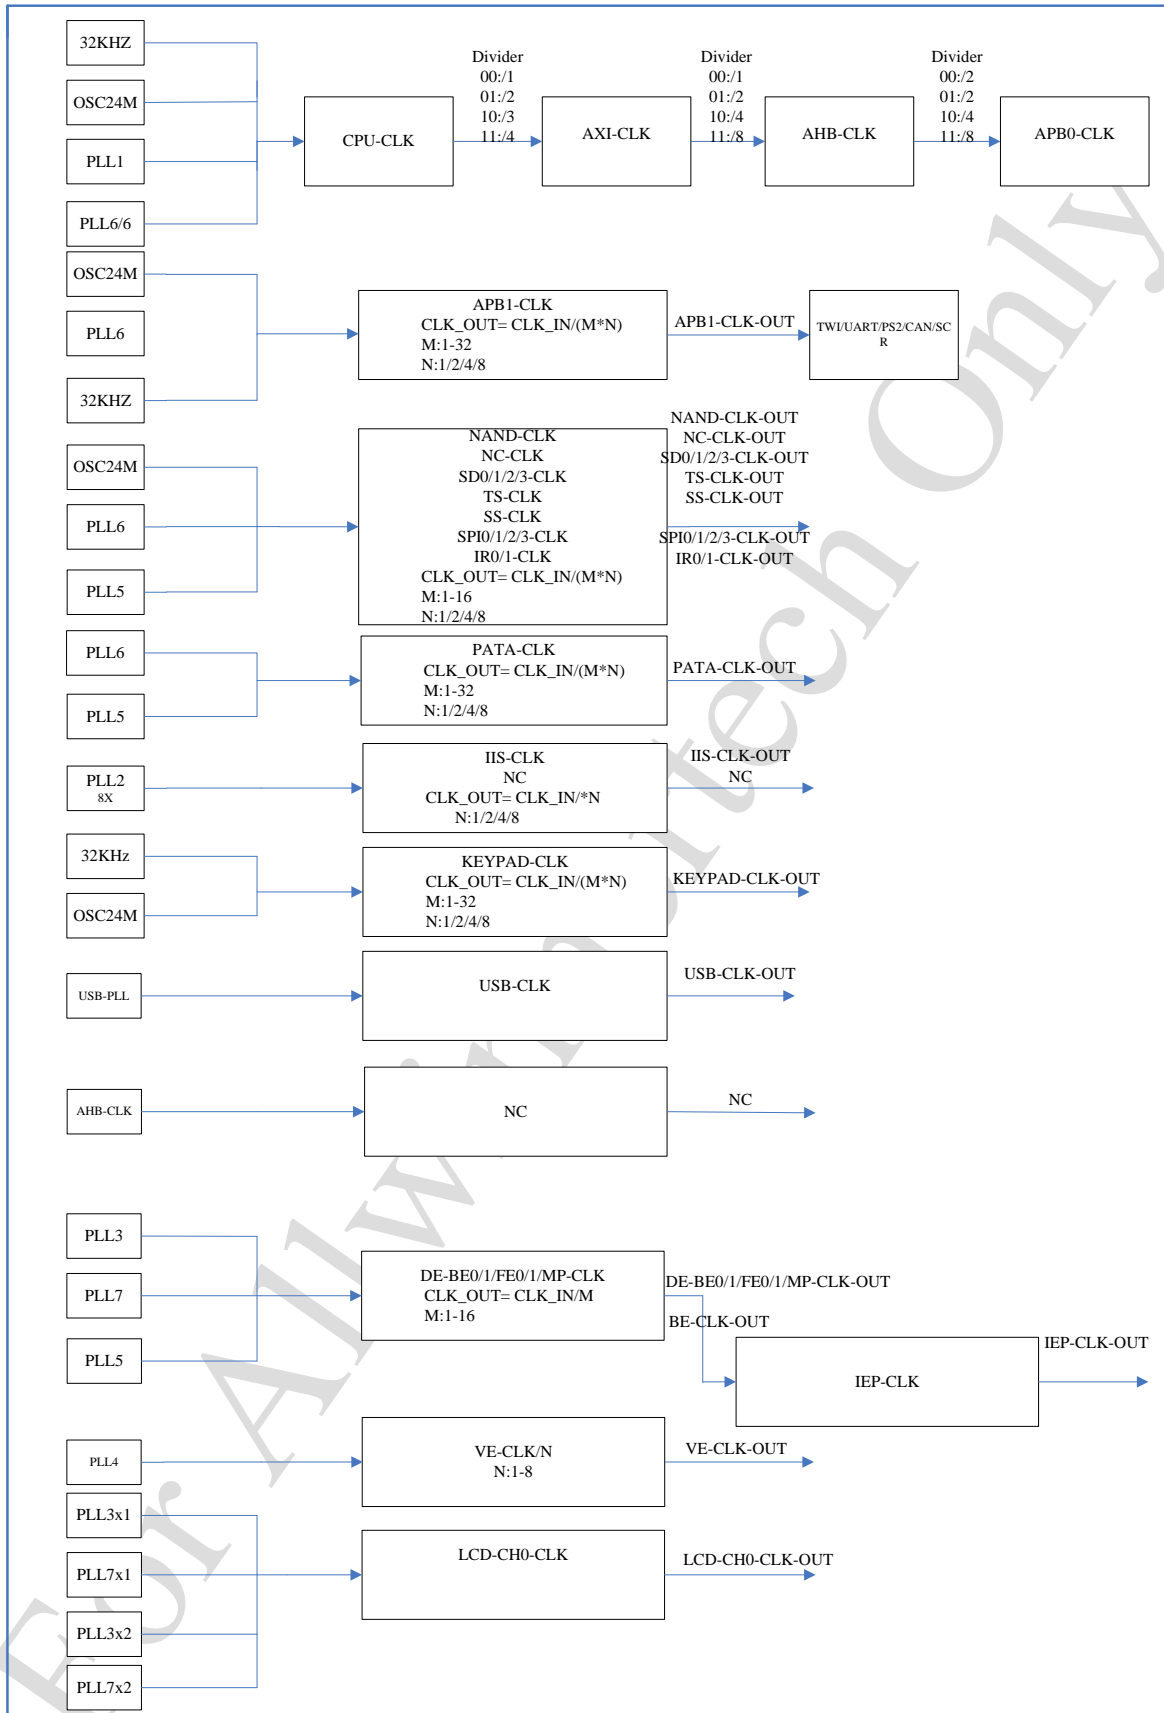 32KHZ
OSC24M
PLL1
PLL6/6
CPU-CLK
Divider
00:/1
01:/2
10:/3
11:/4
AXI-CLK
Divider
00:/1
01:/2
10:/4
11:/8
AHB-CLK
Divider
00:/2
01:/2
10:/4
11:/8
APB0-CLK
OSC24M
PLL6
32KHZ
APB1-CLK
CLK_OUT= CLK_IN/(M*N)
M:1-32
N:1/2/4/8
APB1-CLK-OUT
TWI/UART/PS2/CAN/SC
R
OSC24M
PLL6
PLL5
NAND-CLK
NC-CLK
SD0/1/2/3-CLK
TS-CLK
SS-CLK
SPI0/1/2/3-CLK
IR0/1-CLK
CLK_OUT= CLK_IN/(M*N)
M:1-16
N:1/2/4/8
NAND-CLK-OUT
NC-CLK-OUT
SD0/1/2/3-CLK-OUT
TS-CLK-OUT
SS-CLK-OUT
SPI0/1/2/3-CLK-OUT
IR0/1-CLK-OUT
PLL6
PLL5
PATA-CLK
CLK_OUT= CLK_IN/(M*N)
M:1-32
N:1/2/4/8
PATA-CLK-OUT
PLL2
8X
IIS-CLK
NC
CLK_OUT= CLK_IN/*N
N:1/2/4/8
IIS-CLK-OUT
NC
32KHz
OSC24M
KEYPAD-CLK
CLK_OUT= CLK_IN/(M*N)
M:1-32
N:1/2/4/8
KEYPAD-CLK-OUT
USB-PLL
USB-CLK
USB-CLK-OUT
AHB-CLK
NC
NC
PLL3
PLL7
PLL5
DE-BE0/1/FE0/1/MP-CLK
CLK_OUT= CLK_IN/M
M:1-16
DE-BE0/1/FE0/1/MP-CLK-OUT
BE-CLK-OUT
IEP-CLK
IEP-CLK-OUT
PLL4
VE-CLK/N
N:1-8
VE-CLK-OUT
PLL3x1
PLL7x1
PLL3x2
PLL7x2
LCD-CH0-CLK
LCD-CH0-CLK-OUT
For Allwinner Only